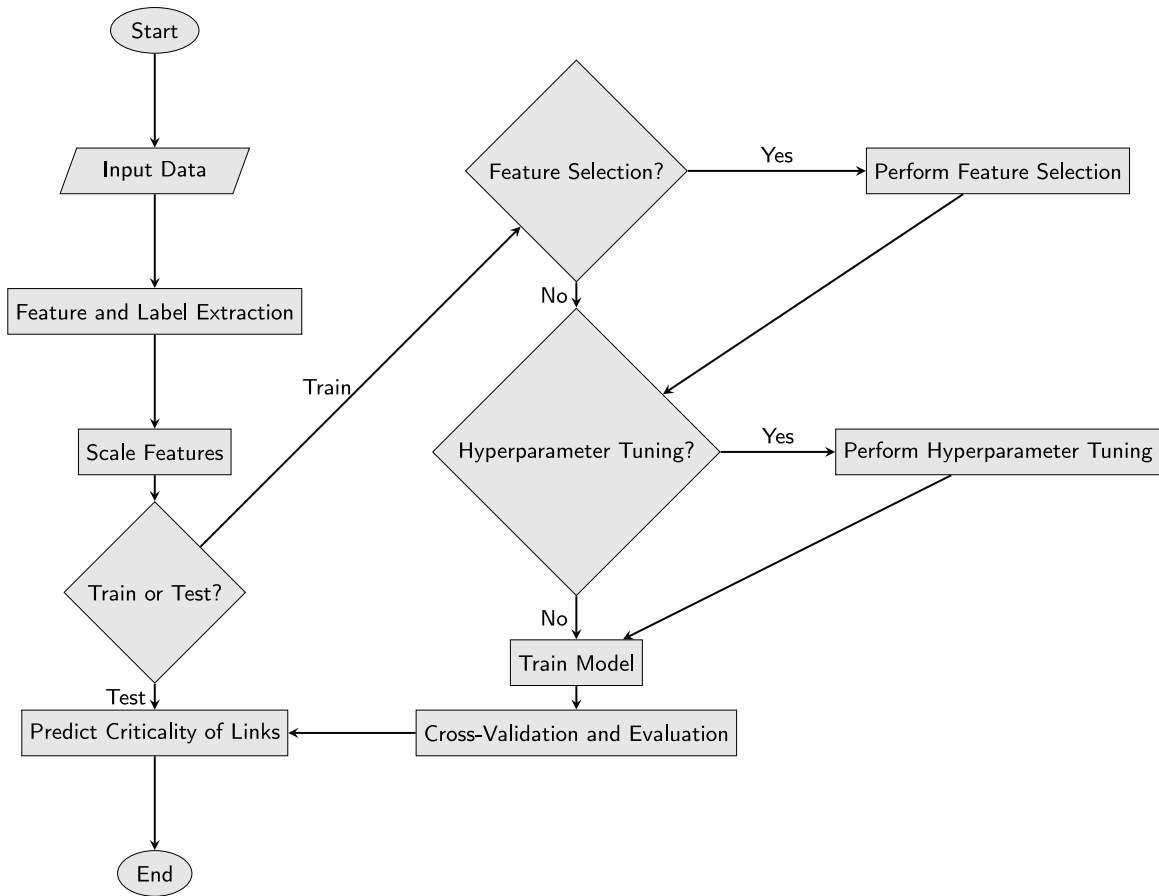 Start
Input Data
Feature and Label Extraction
Scale Features
Train or Test?
Train
Test
Predict Criticality of Links
End
Feature Selection?
Yes
Perform Feature Selection
No
Hyperparameter Tuning?
Yes
Perform Hyperparameter Tuning
No
Train Model
Cross-Validation and Evaluation